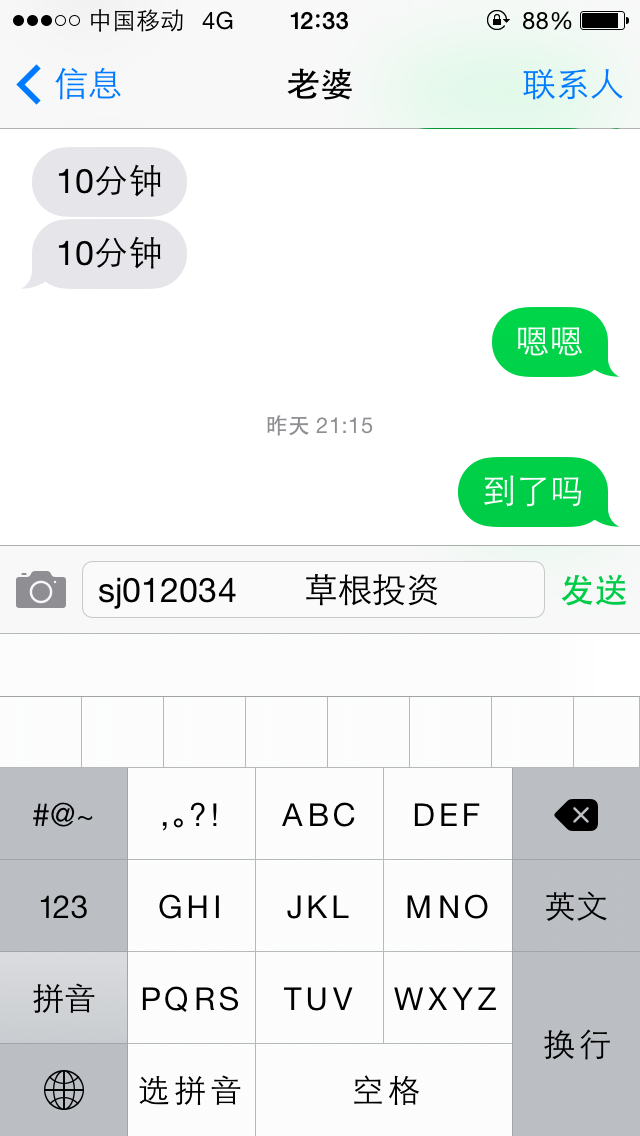 中国移动 4G 12:33 88%
信息 老婆 联系人
10分钟
10分钟
嗯嗯
昨天 21:15
到了吗
sj012034 草根投资 发送
#@~ ,。?! ABC DEF
123 GHI JKL MNO 英文
拼音 PQRS TUV WXYZ
换行
选拼音 空格